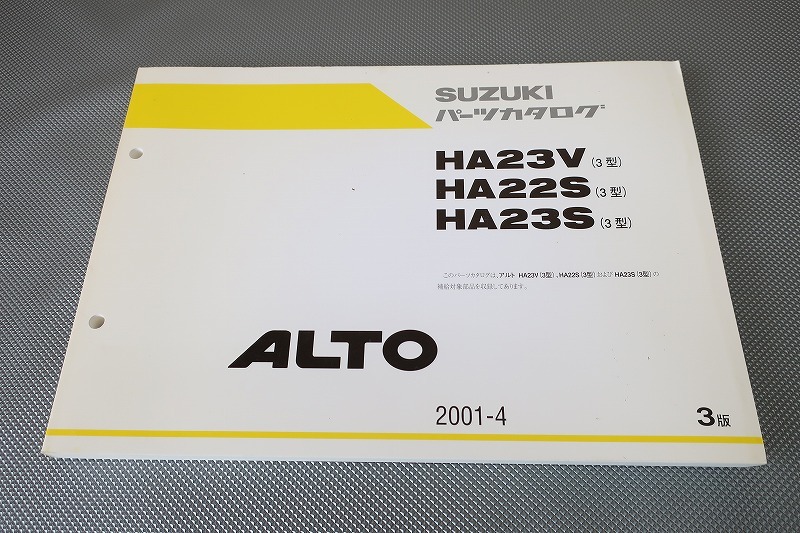 SUZUKI
パーツカタログ
HA23V (3型)
HA22S (3型)
HA23S (3型)
このパーツカタログは、アルト HA23V(3型)、HA22S(3型)および HA23S(3型)の
補給対象部品を収録してあります。
ALTO
2001-4 3版